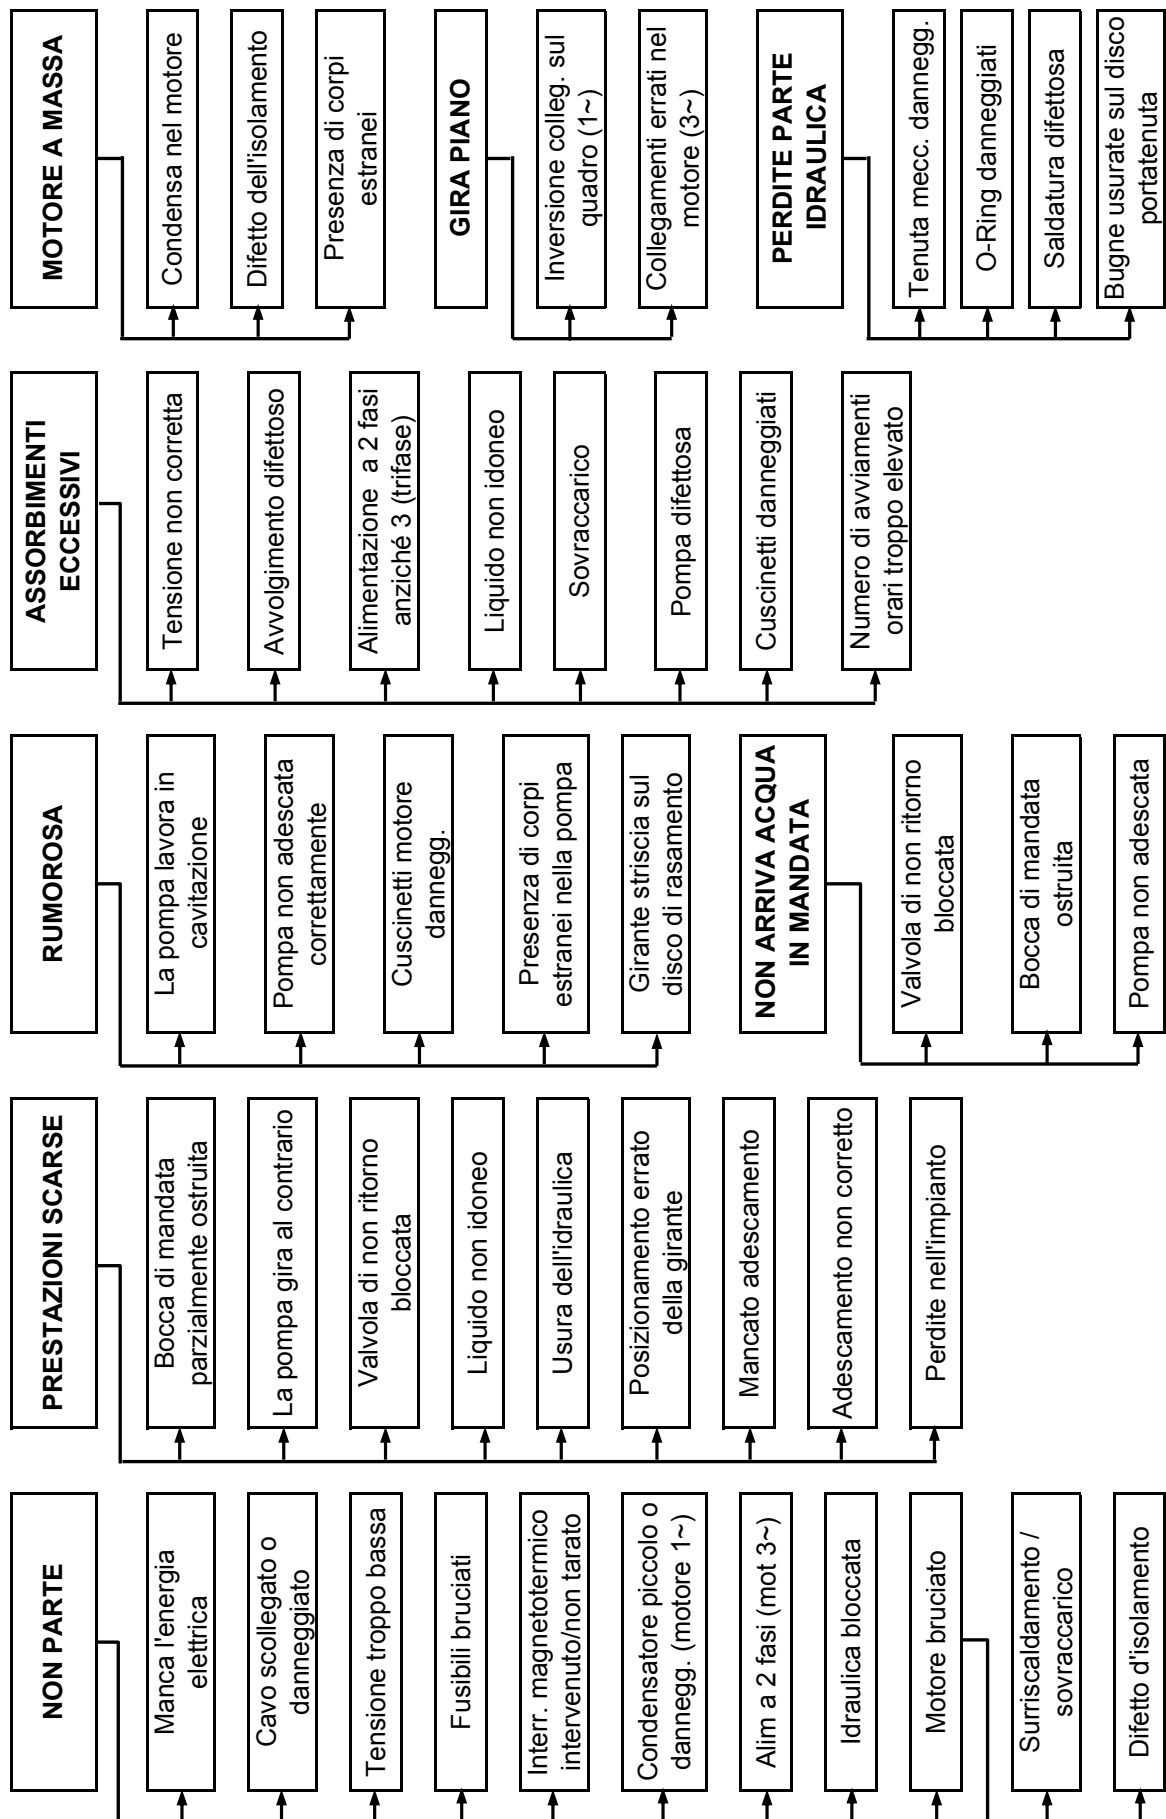 NON PARTE
Manca l'energia
elettrica
Cavo scollegato o
danneggiato
Tensione troppo bassa
Fusibili bruciati
Interr. magnetotermico
intervenuto/non tarato
Condensatore piccolo o
dannegg. (motore 1~)
Alim a 2 fasi (mot 3~)
Idraulica bloccata
Motore bruciato
Surriscaldamento /
sovraccarico
Difetto d'isolamento
PRESTAZIONI SCARSE
Bocca di mandata
parzialmente ostruita
La pompa gira al contrario
Valvola di non ritorno
bloccata
Liquido non idoneo
Usura dell'idraulica
Posizionamento errato
della girante
Mancato adescamento
Adescamento non corretto
Perdite nell'impianto
RUMOROSA
La pompa lavora in
cavitazione
Pompa non adescata
correttamente
Cuscinetti motore
dannegg.
Presenza di corpi
estranei nella pompa
Girante striscia sul
disco di rasamento
NON ARRIVA ACQUA
IN MANDATA
Valvola di non ritorno
bloccata
Bocca di mandata
ostruita
Pompa non adescata
ASSORBIMENTI
ECCESSIVI
Tensione non corretta
Avvolgimento difettoso
Alimentazione a 2 fasi
anziché 3 (trifase)
Liquido non idoneo
Sovraccarico
Pompa difettosa
Cuscinetti danneggiati
Numero di avviamenti
orari troppo elevato
MOTORE A MASSA
Condensa nel motore
Difetto dell'isolamento
Presenza di corpi
estranei
GIRA PIANO
Inversione colleg. sul
quadro (1~)
Collegamenti errati nel
motore (3~)
PERDITE PARTE
IDRAULICA
Tenuta mecc. dannegg.
O-Ring danneggiati
Saldatura difettosa
Bugne usurate sul disco
portatenuta